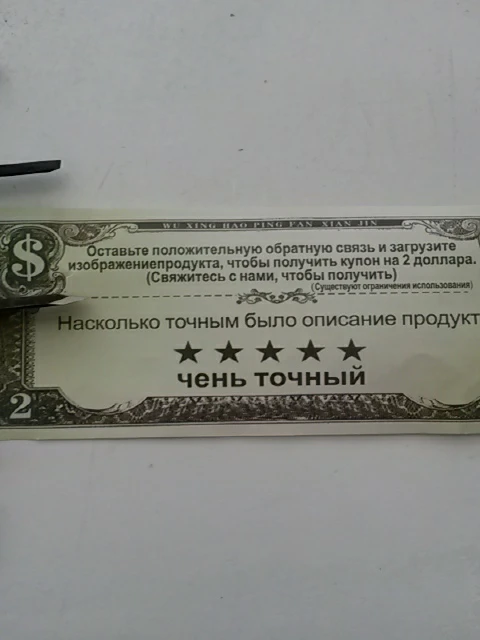 WU XING HAO PING FAN XIAN JIN
$
Оставьте положительную обратную связь и загрузите
изображениепродукта, чтобы получить купон на 2 доллара.
(Свяжитесь с нами, чтобы получить)
(Существуют ограничения использования)
Насколько точным было описание продукт
★ ★ ★ ★ ★
чень точный
2